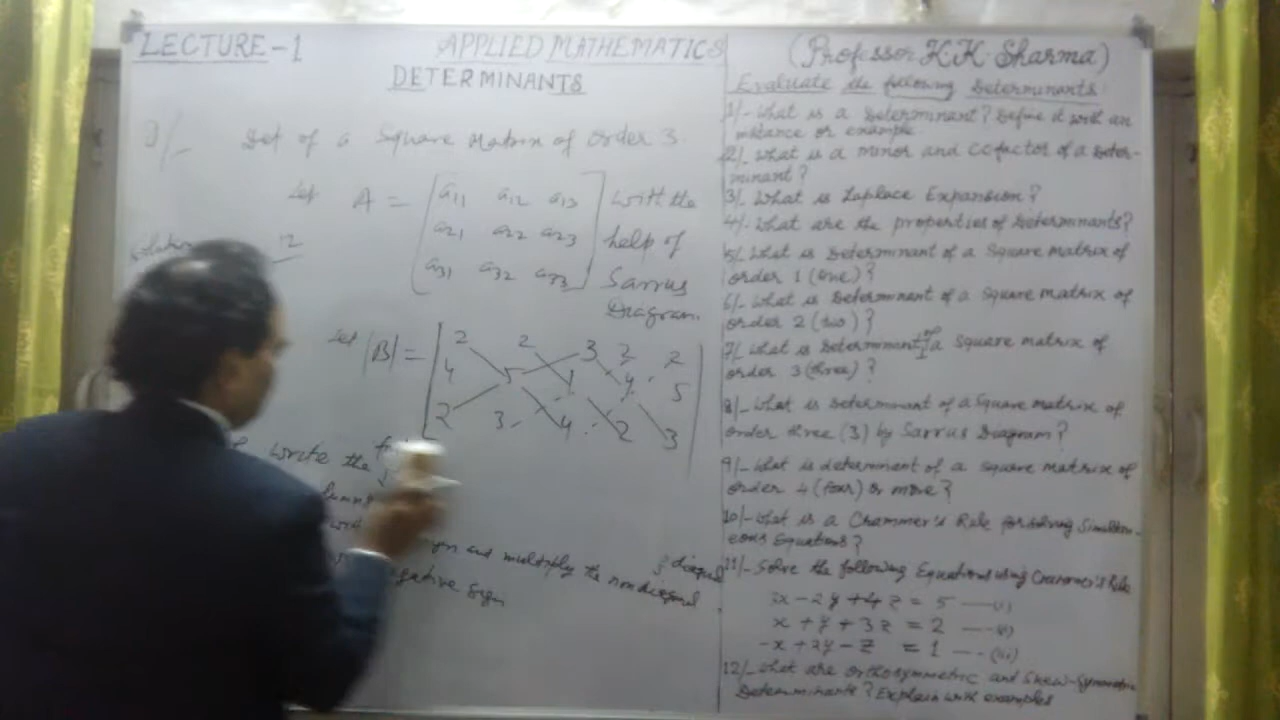 LECTURE-1 APPLIED MATHEMATICS
DETERMINANTS
Det of a Square Matrix of order 3.
Let A = [a11 a12 a13
a21 a22 a23
a31 a32 a33] with the
help of
Sarrus
Diagram.
Let |B| = | 2 2 3 2 2
4 5 1 4 5
2 3 4 2 3 |
write the
and multiply the nondiagonal
sign
(Professor K.K. Sharma)
Evaluate the following Determinants:
1/- What is a Determinant? Define it with an
instance or example.
2/- What is a minor and cofactor of a Deter-
minant?
3/- What is Laplace Expansion?
4/- What are the properties of Determinants?
5/- What is Determinant of a Square Matrix of
order 1 (one)?
6/- What is Determinant of a square matrix of
order 2 (two)?
7/- What is Determinant of a square matrix of
order 3 (three)?
8/- What is Determinant of a square matrix of
order three (3) by Sarrus Diagram?
9/- What is determinant of a square matrix of
order 4 (four) or more?
10/- What is a Crammer's Rule for solving Simultan-
eous Equations?
11/- Solve the following Equations using Crammer's Rule
x - 2y + 4z = 5 —(i)
x + y + 3z = 2 —(ii)
-x + 2y - z = 1 —(iii)
12/- What are orthosymmetric and Skew-Symmetric
Determinants? Explain with examples